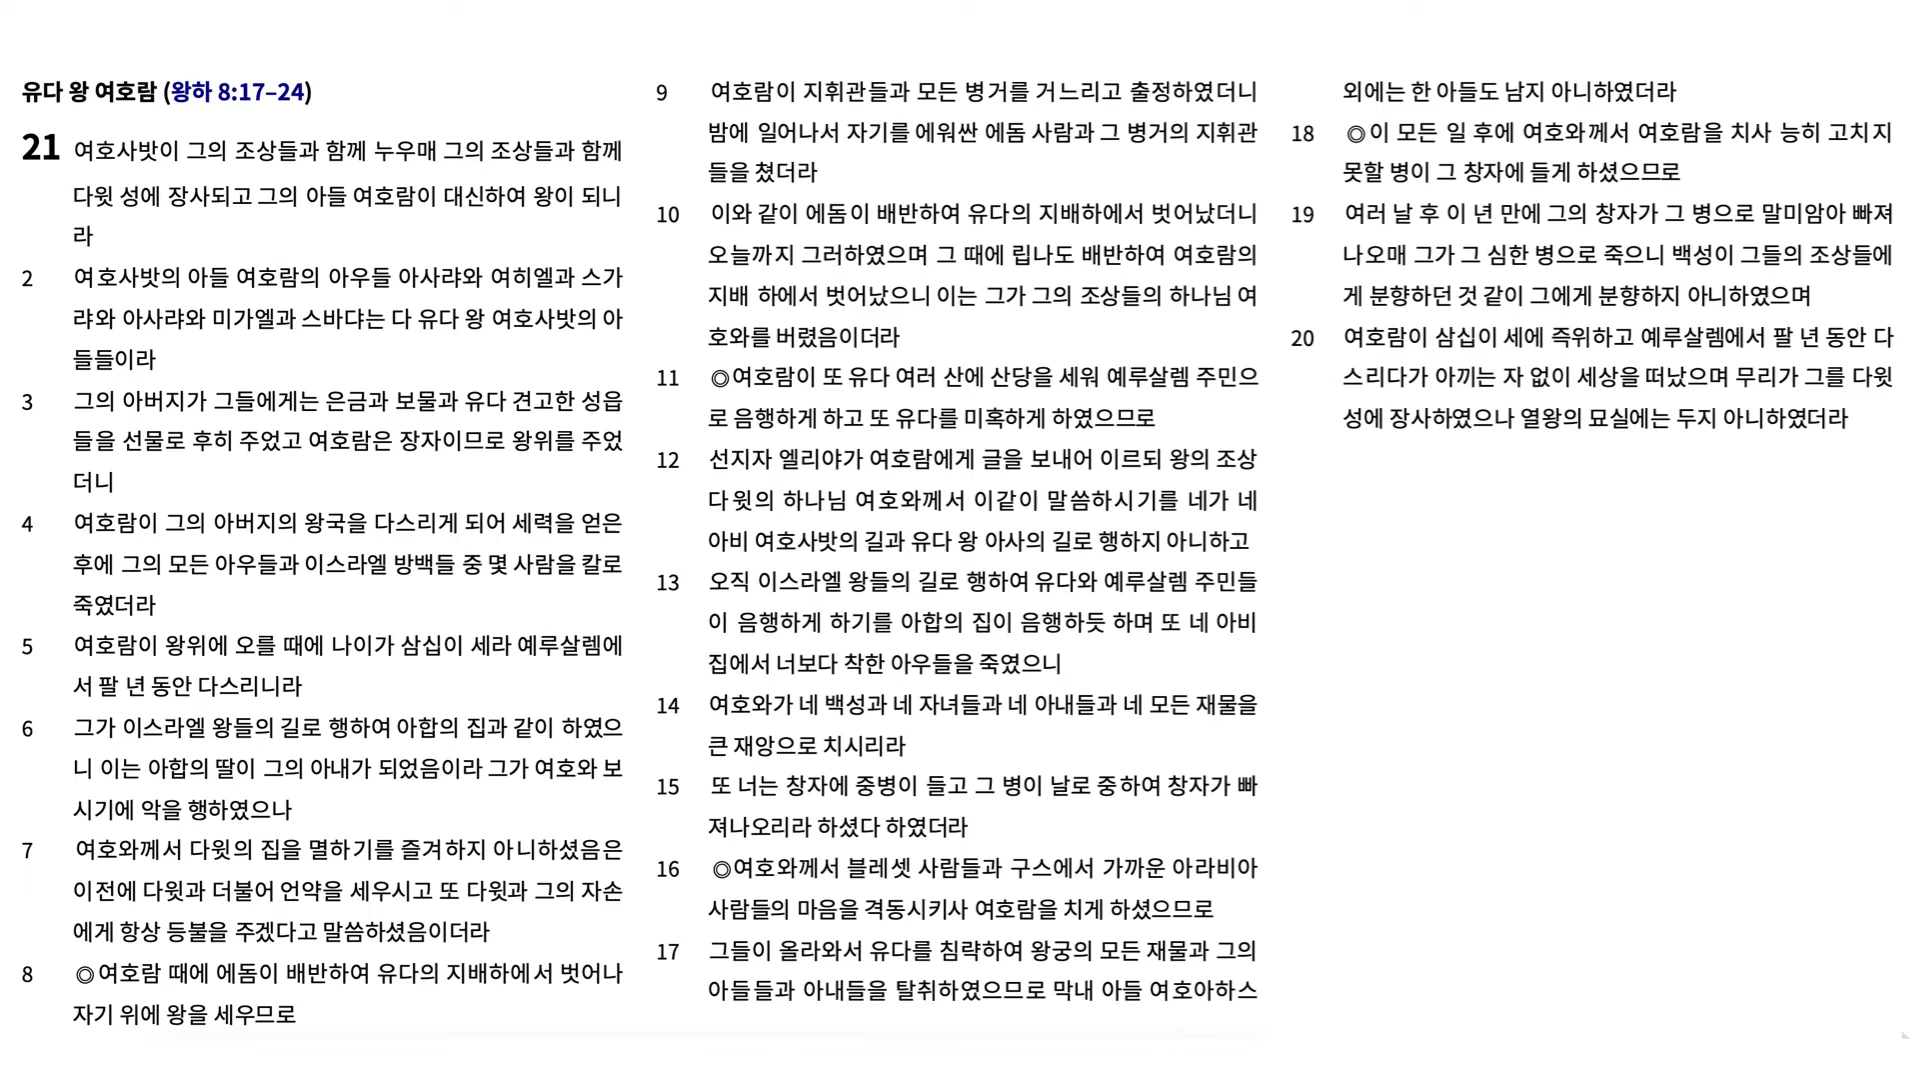 유다 왕 여호람 (왕하 8:17–24)
21 여호사밧이 그의 조상들과 함께 누우매 그의 조상들과 함께
다윗 성에 장사되고 그의 아들 여호람이 대신하여 왕이 되니
라
2 여호사밧의 아들 여호람의 아우들 아사랴와 여히엘과 스가
랴와 아사랴와 미가엘과 스바댜는 다 유다 왕 여호사밧의 아
들들이라
3 그의 아버지가 그들에게는 은금과 보물과 유다 견고한 성읍
들을 선물로 후히 주었고 여호람은 장자이므로 왕위를 주었
더니
4 여호람이 그의 아버지의 왕국을 다스리게 되어 세력을 얻은
후에 그의 모든 아우들과 이스라엘 방백들 중 몇 사람을 칼로
죽였더라
5 여호람이 왕위에 오를 때에 나이가 삼십이 세라 예루살렘에
서 팔 년 동안 다스리니라
6 그가 이스라엘 왕들의 길로 행하여 아합의 집과 같이 하였으
니 이는 아합의 딸이 그의 아내가 되었음이라 그가 여호와 보
시기에 악을 행하였으나
7 여호와께서 다윗의 집을 멸하기를 즐겨하지 아니하셨음은
이전에 다윗과 더불어 언약을 세우시고 또 다윗과 그의 자손
에게 항상 등불을 주겠다고 말씀하셨음이더라
8 ◎여호람 때에 에돔이 배반하여 유다의 지배하에서 벗어나
자기 위에 왕을 세우므로
9 여호람이 지휘관들과 모든 병거를 거느리고 출정하였더니
밤에 일어나서 자기를 에워싼 에돔 사람과 그 병거의 지휘관
들을 쳤더라
10 이와 같이 에돔이 배반하여 유다의 지배하에서 벗어났더니
오늘까지 그러하였으며 그 때에 립나도 배반하여 여호람의
지배 하에서 벗어났으니 이는 그가 그의 조상들의 하나님 여
호와를 버렸음이더라
11 ◎여호람이 또 유다 여러 산에 산당을 세워 예루살렘 주민으
로 음행하게 하고 또 유다를 미혹하게 하였으므로
12 선지자 엘리야가 여호람에게 글을 보내어 이르되 왕의 조상
다윗의 하나님 여호와께서 이같이 말씀하시기를 네가 네
아비 여호사밧의 길과 유다 왕 아사의 길로 행하지 아니하고
13 오직 이스라엘 왕들의 길로 행하여 유다와 예루살렘 주민들
이 음행하게 하기를 아합의 집이 음행하듯 하며 또 네 아비
집에서 너보다 착한 아우들을 죽였으니
14 여호와가 네 백성과 네 자녀들과 네 아내들과 네 모든 재물을
큰 재앙으로 치시리라
15 또 너는 창자에 중병이 들고 그 병이 날로 중하여 창자가 빠
져나오리라 하셨다 하였더라
16 ◎여호와께서 블레셋 사람들과 구스에서 가까운 아라비아
사람들의 마음을 격동시키사 여호람을 치게 하셨으므로
17 그들이 올라와서 유다를 침략하여 왕궁의 모든 재물과 그의
아들들과 아내들을 탈취하였으므로 막내 아들 여호아하스
외에는 한 아들도 남지 아니하였더라
18 ◎이 모든 일 후에 여호와께서 여호람을 치사 능히 고치지
못할 병이 그 창자에 들게 하셨으므로
19 여러 날 후 이 년 만에 그의 창자가 그 병으로 말미암아 빠져
나오매 그가 그 심한 병으로 죽으니 백성이 그들의 조상들에
게 분향하던 것 같이 그에게 분향하지 아니하였으며
20 여호람이 삼십이 세에 즉위하고 예루살렘에서 팔 년 동안 다
스리다가 아끼는 자 없이 세상을 떠났으며 무리가 그를 다윗
성에 장사하였으나 열왕의 묘실에는 두지 아니하였더라